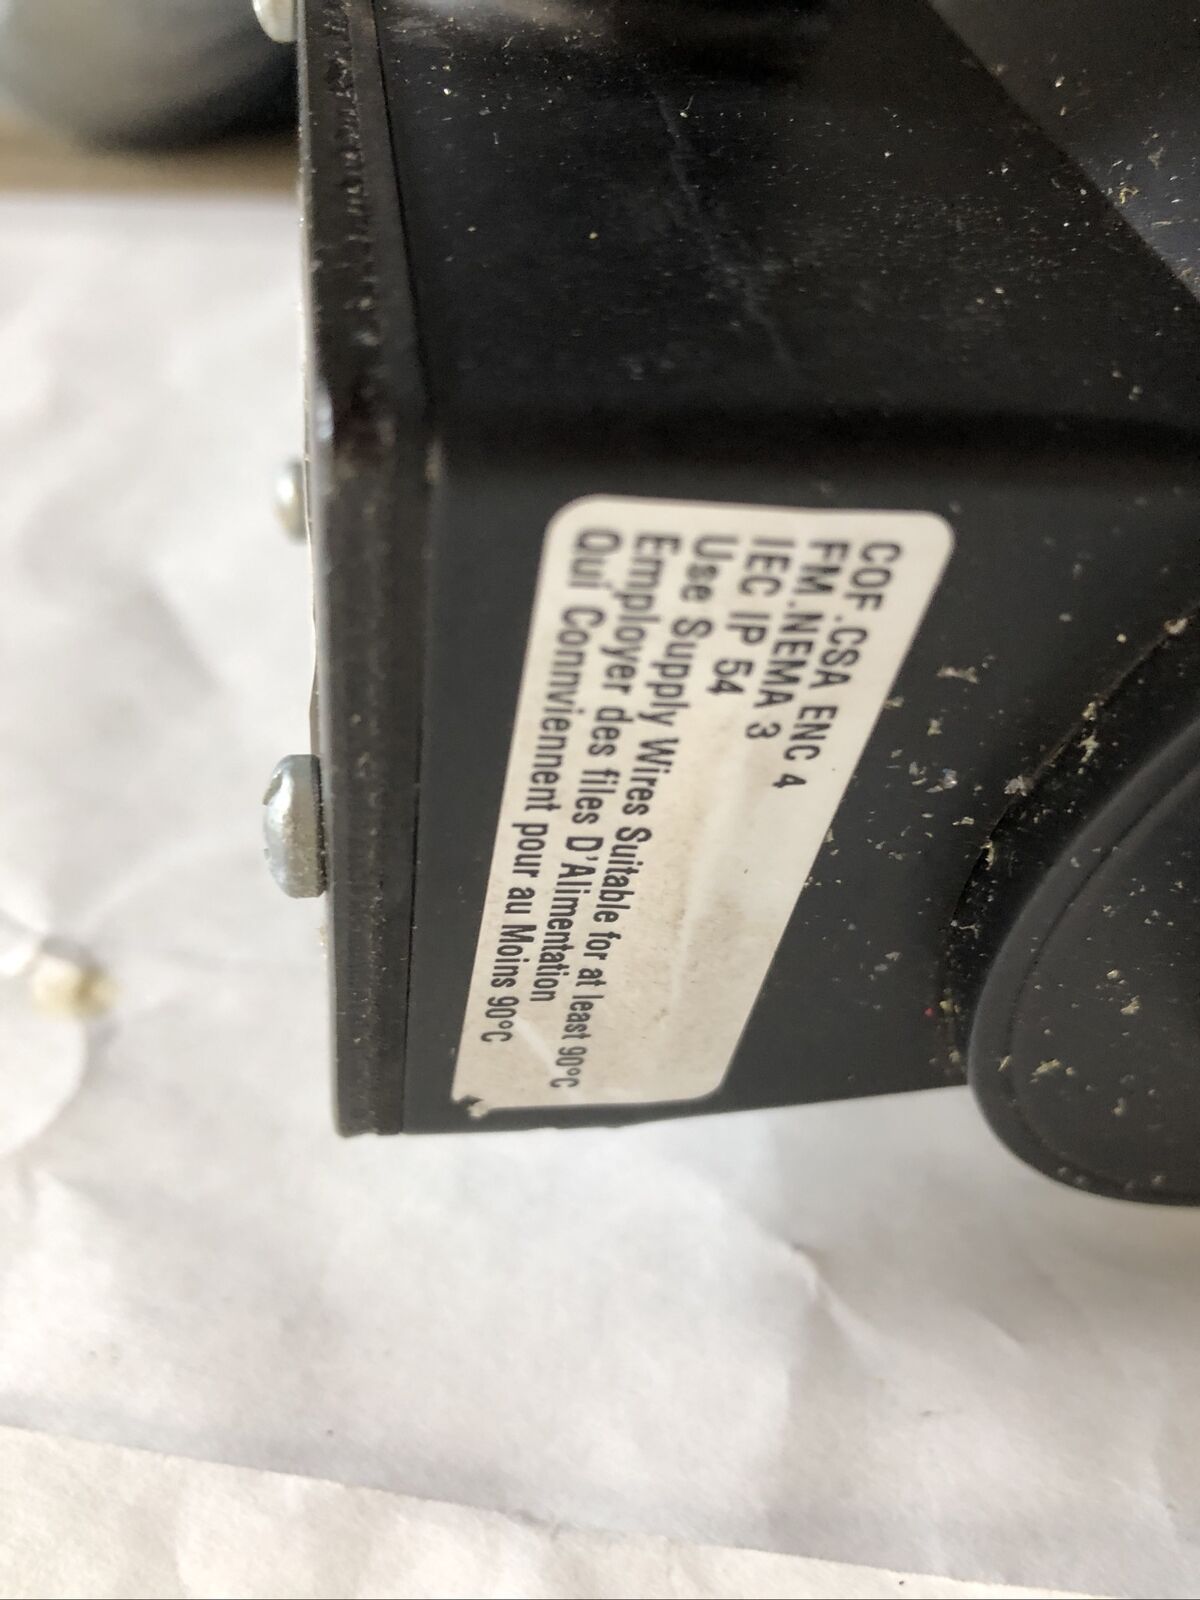 COF.CSA ENC 4
FM.NEMA 3
IEC IP 54
Use Supply Wires Suitable for at least 90°C
Employer des files D'Alimentation
Qui Connviennent pour au Moins 90°C